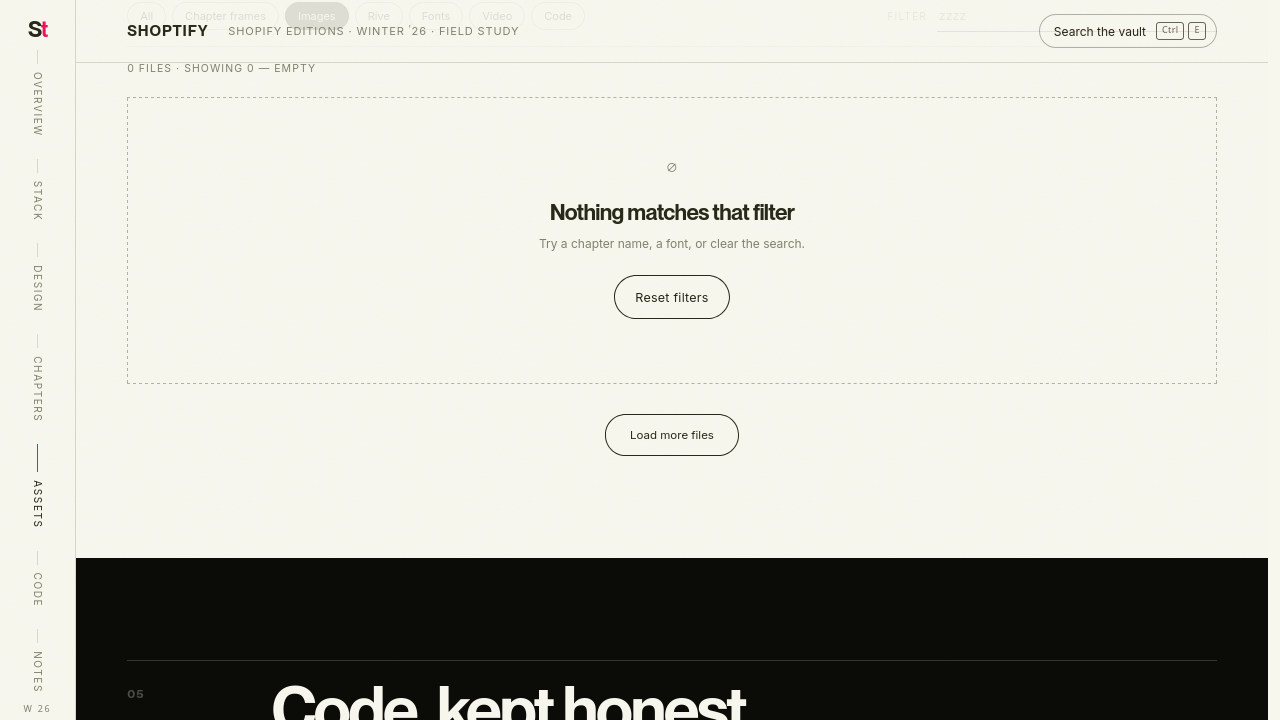 St
OVERVIEW
STACK
DESIGN
CHAPTERS
ASSETS
CODE
NOTES
W 26
All
Chapter frames
Images
Rive
Fonts
Video
Code
FILTER
zzzz
SHOPTIFY
SHOPIFY EDITIONS · WINTER ’26 · FIELD STUDY
Search the vault
Ctrl
E
0 FILES · SHOWING 0 — EMPTY
Nothing matches that filter
Try a chapter name, a font, or clear the search.
Reset filters
Load more files
05
Code, kept honest